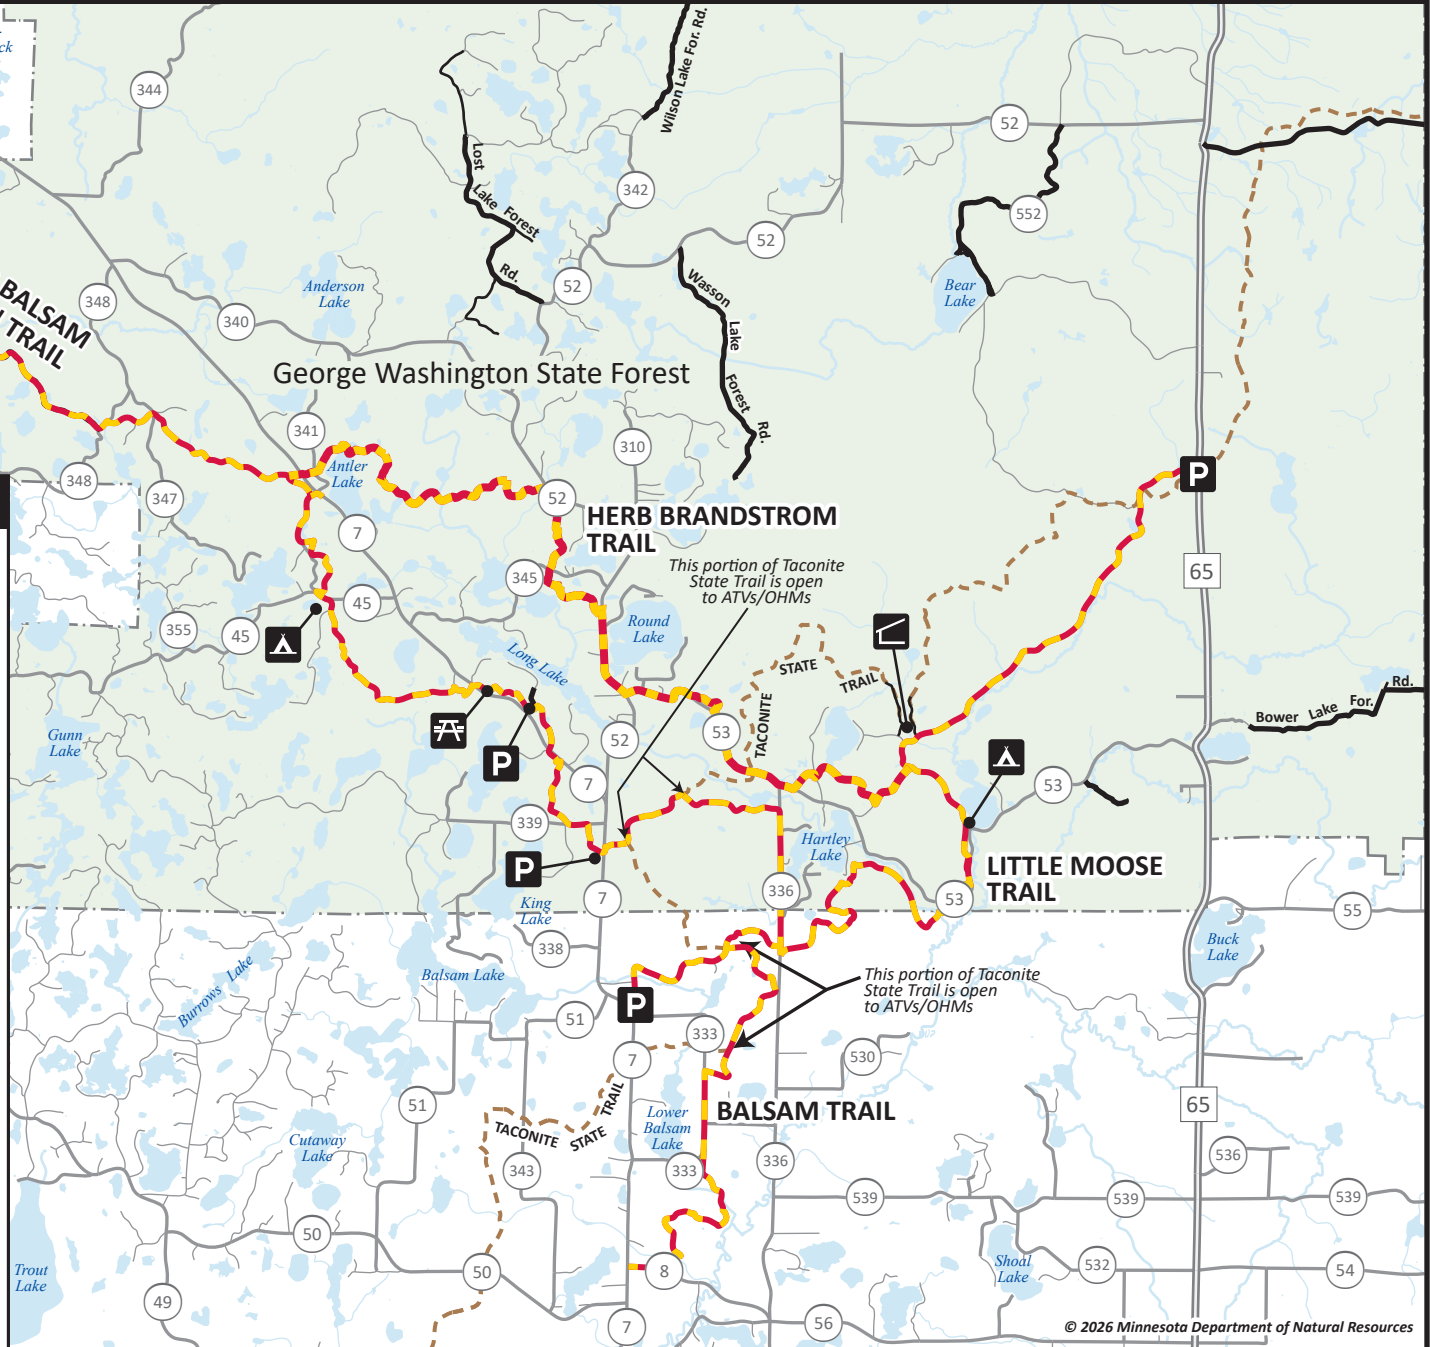 ck
344
Wilson Lake For. Rd.
52
Lost
Lake Forest
Rd.
342
552
52
BALSAM
TRAIL
348
Anderson
Lake
52
340
Wasson
Lake
Forest
Rd.
Bear
Lake
George Washington State Forest
341
310
348
347
Antler
Lake
52
P
HERB BRANDSTROM
TRAIL
7
This portion of Taconite
State Trail is open
to ATVs/OHMs
65
345
45
355
45
Round
Lake
Long Lake
STATE
TRAIL
TACONITE
Rd.
Bower Lake For.
Gunn
Lake
52
53
P
7
53
339
Hartley
Lake
P
LITTLE MOOSE
TRAIL
7
336
53
55
King
Lake
338
Buck
Lake
Balsam Lake
Burrows Lake
This portion of Taconite
State Trail is open
to ATVs/OHMs
P
51
333
7
530
51
TRAIL
STATE
TACONITE
Lower
Balsam
Lake
BALSAM TRAIL
65
Cutaway
Lake
343
333
336
536
539
539
539
50
Trout
Lake
50
8
Shoal
Lake
532
54
49
7
56
© 2026 Minnesota Department of Natural Resources